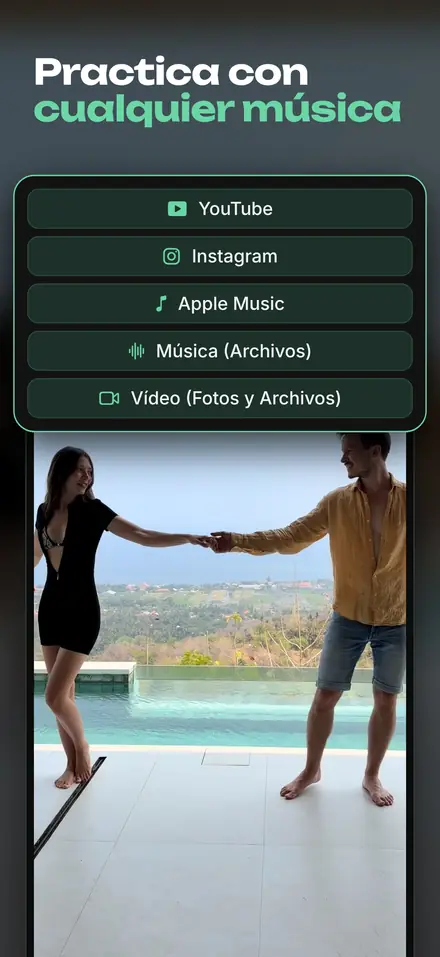 Practica con
cualquier música
YouTube
Instagram
Apple Music
Música (Archivos)
Vídeo (Fotos y Archivos)